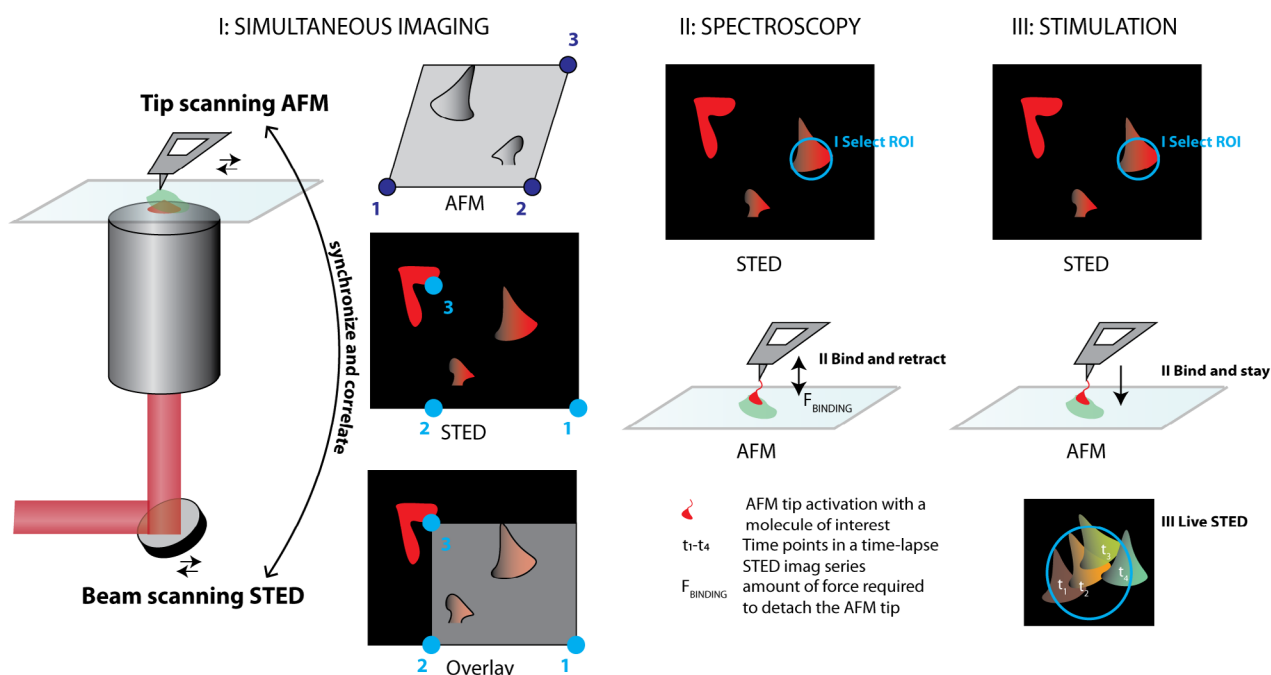 I: SIMULTANEOUS IMAGING
Tip scanning AFM
synchronize and correlate
Beam scanning STED
3
1
2
AFM
3
2
1
STED
3
2
1
Overlay
II: SPECTROSCOPY
I Select ROI
STED
II Bind and retract
FBINDING
AFM
AFM tip activation with a
molecule of interest
t1-t4 Time points in a time-lapse
STED imag series
FBINDING amount of force required
to detach the AFM tip
III: STIMULATION
I Select ROI
STED
II Bind and stay
AFM
III Live STED
t1
t2
t3
t4